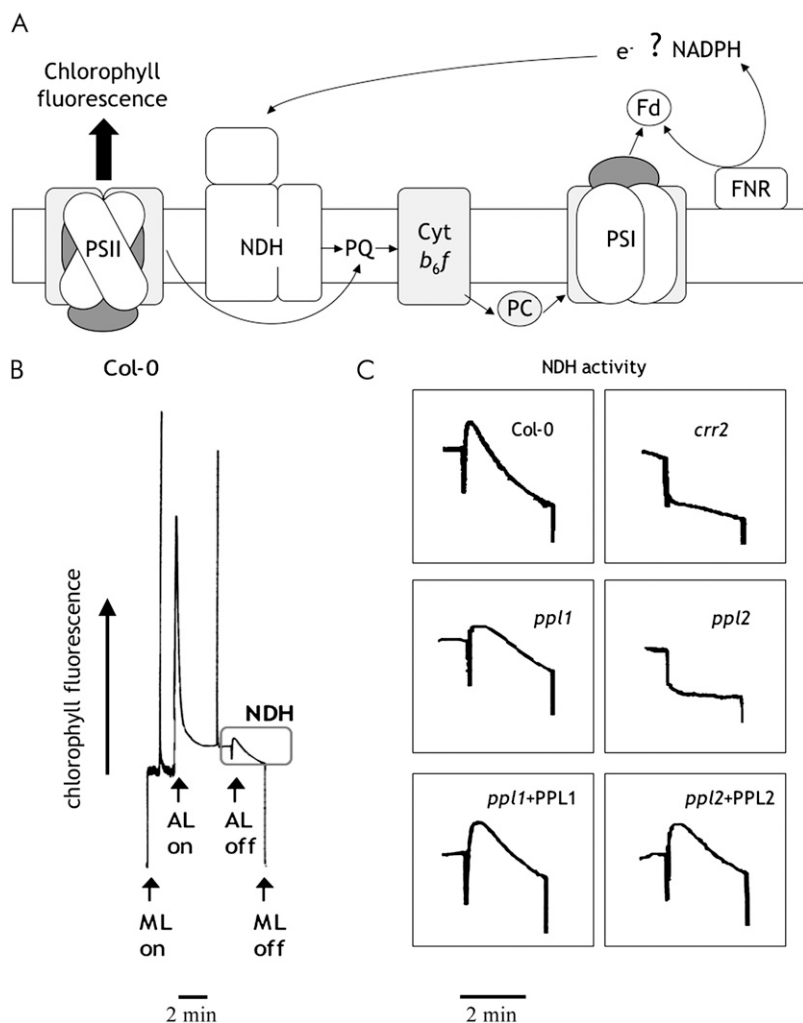 A
Chlorophyll
fluorescence
e- ? NADPH
Fd
FNR
PSII
NDH
PQ
Cyt
b6f
PC
PSI
B
Col-0
chlorophyll fluorescence
NDH
AL
on
AL
off
ML
on
ML
off
2 min
C
NDH activity
Col-0
crr2
ppl1
ppl2
ppl1+PPL1
ppl2+PPL2
2 min